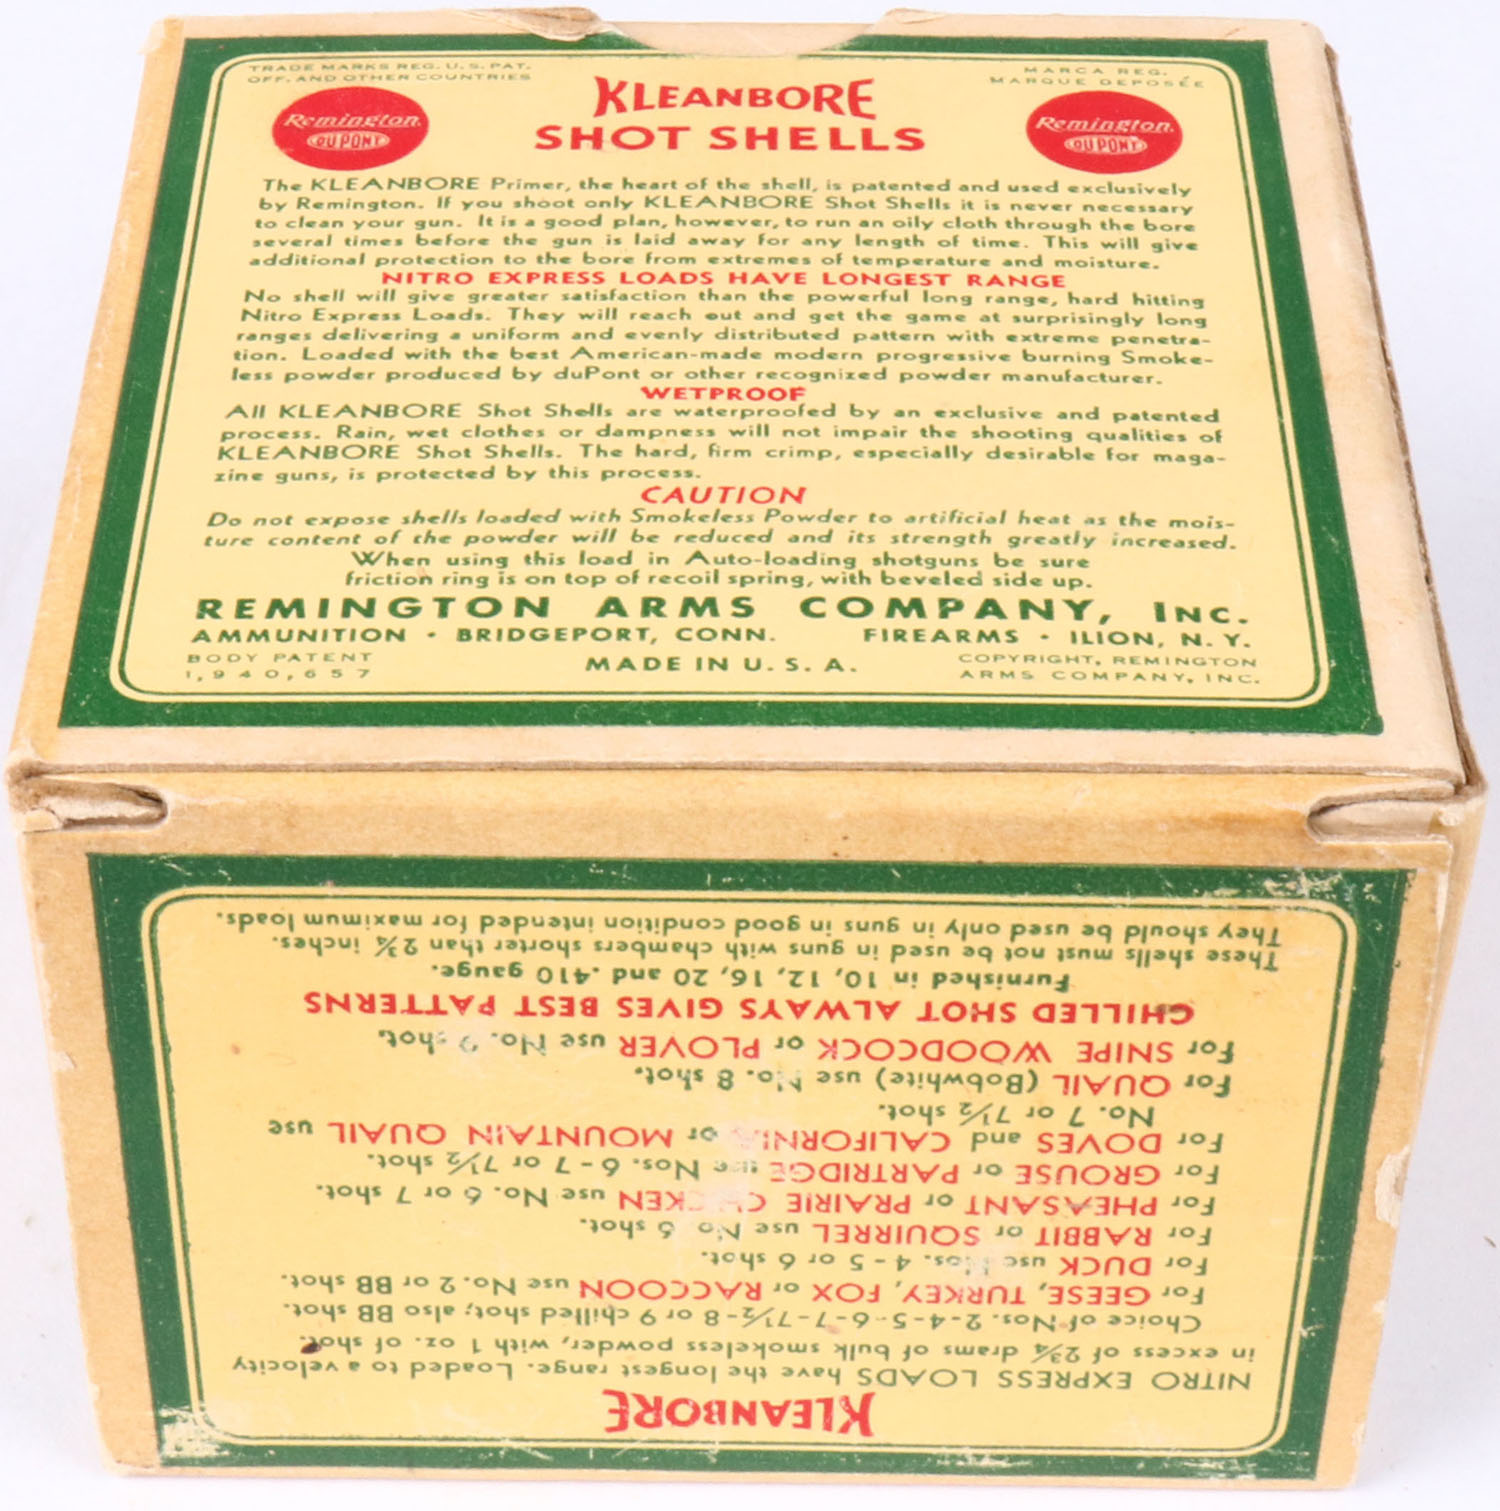 TRADE MARKS REG. U.S. PAT.
OFF. AND OTHER COUNTRIES
MARCA REG.
MARQUE DEPOSÉE
Remington
DU PONT
Remington
DU PONT
KLEANBORE
SHOT SHELLS
The KLEANBORE Primer, the heart of the shell, is patented and used exclusively
by Remington. If you shoot only KLEANBORE Shot Shells it is never necessary
to clean your gun. It is a good plan, however, to run an oily cloth through the bore
several times before the gun is laid away for any length of time. This will give
additional protection to the bore from extremes of temperature and moisture.
NITRO EXPRESS LOADS HAVE LONGEST RANGE
No shell will give greater satisfaction than the powerful long range, hard hitting
Nitro Express Loads. They will reach out and get the game at surprisingly long
ranges delivering a uniform and evenly distributed pattern with extreme penetra-
tion. Loaded with the best American-made modern progressive burning Smoke-
less powder produced by duPont or other recognized powder manufacturer.
WETPROOF
All KLEANBORE Shot Shells are waterproofed by an exclusive and patented
process. Rain, wet clothes or dampness will not impair the shooting qualities of
KLEANBORE Shot Shells. The hard, firm crimp, especially desirable for maga-
zine guns, is protected by this process.
CAUTION
Do not expose shells loaded with Smokeless Powder to artificial heat as the mois-
ture content of the powder will be reduced and its strength greatly increased.
When using this load in Auto-loading shotguns be sure
friction ring is on top of recoil spring, with beveled side up.
REMINGTON ARMS COMPANY, INC.
AMMUNITION · BRIDGEPORT, CONN. FIREARMS · ILION, N. Y.
BODY PATENT
1,940,657
MADE IN U. S. A.
COPYRIGHT, REMINGTON
ARMS COMPANY, INC.
KLEANBORE
NITRO EXPRESS LOADS have the longest range. Loaded to a velocity
in excess of 2¾ drams of bulk smokeless powder, with 1 oz. of shot.
Choice of Nos. 2-4-5-6-7-7½-8 or 9 chilled shot; also BB shot.
For GEESE, TURKEY, FOX or RACCOON use No. 2 or BB shot.
For DUCK use Nos. 4-5 or 6 shot.
For RABBIT or SQUIRREL use No. 6 shot.
For PHEASANT or PRAIRIE CHICKEN use No. 6 or 7 shot.
For GROUSE or PARTRIDGE use Nos. 6-7 or 7½ shot.
For DOVES and CALIFORNIA or MOUNTAIN QUAIL use
No. 7 or 7½ shot.
For QUAIL (Bobwhite) use No. 8 shot.
For SNIPE WOODCOCK or PLOVER use No. 9 shot.
CHILLED SHOT ALWAYS GIVES BEST PATTERNS
Furnished in 10, 12, 16, 20 and .410 gauge.
These shells must not be used in guns with chambers shorter than 2¾ inches.
They should be used only in guns in good condition intended for maximum loads.